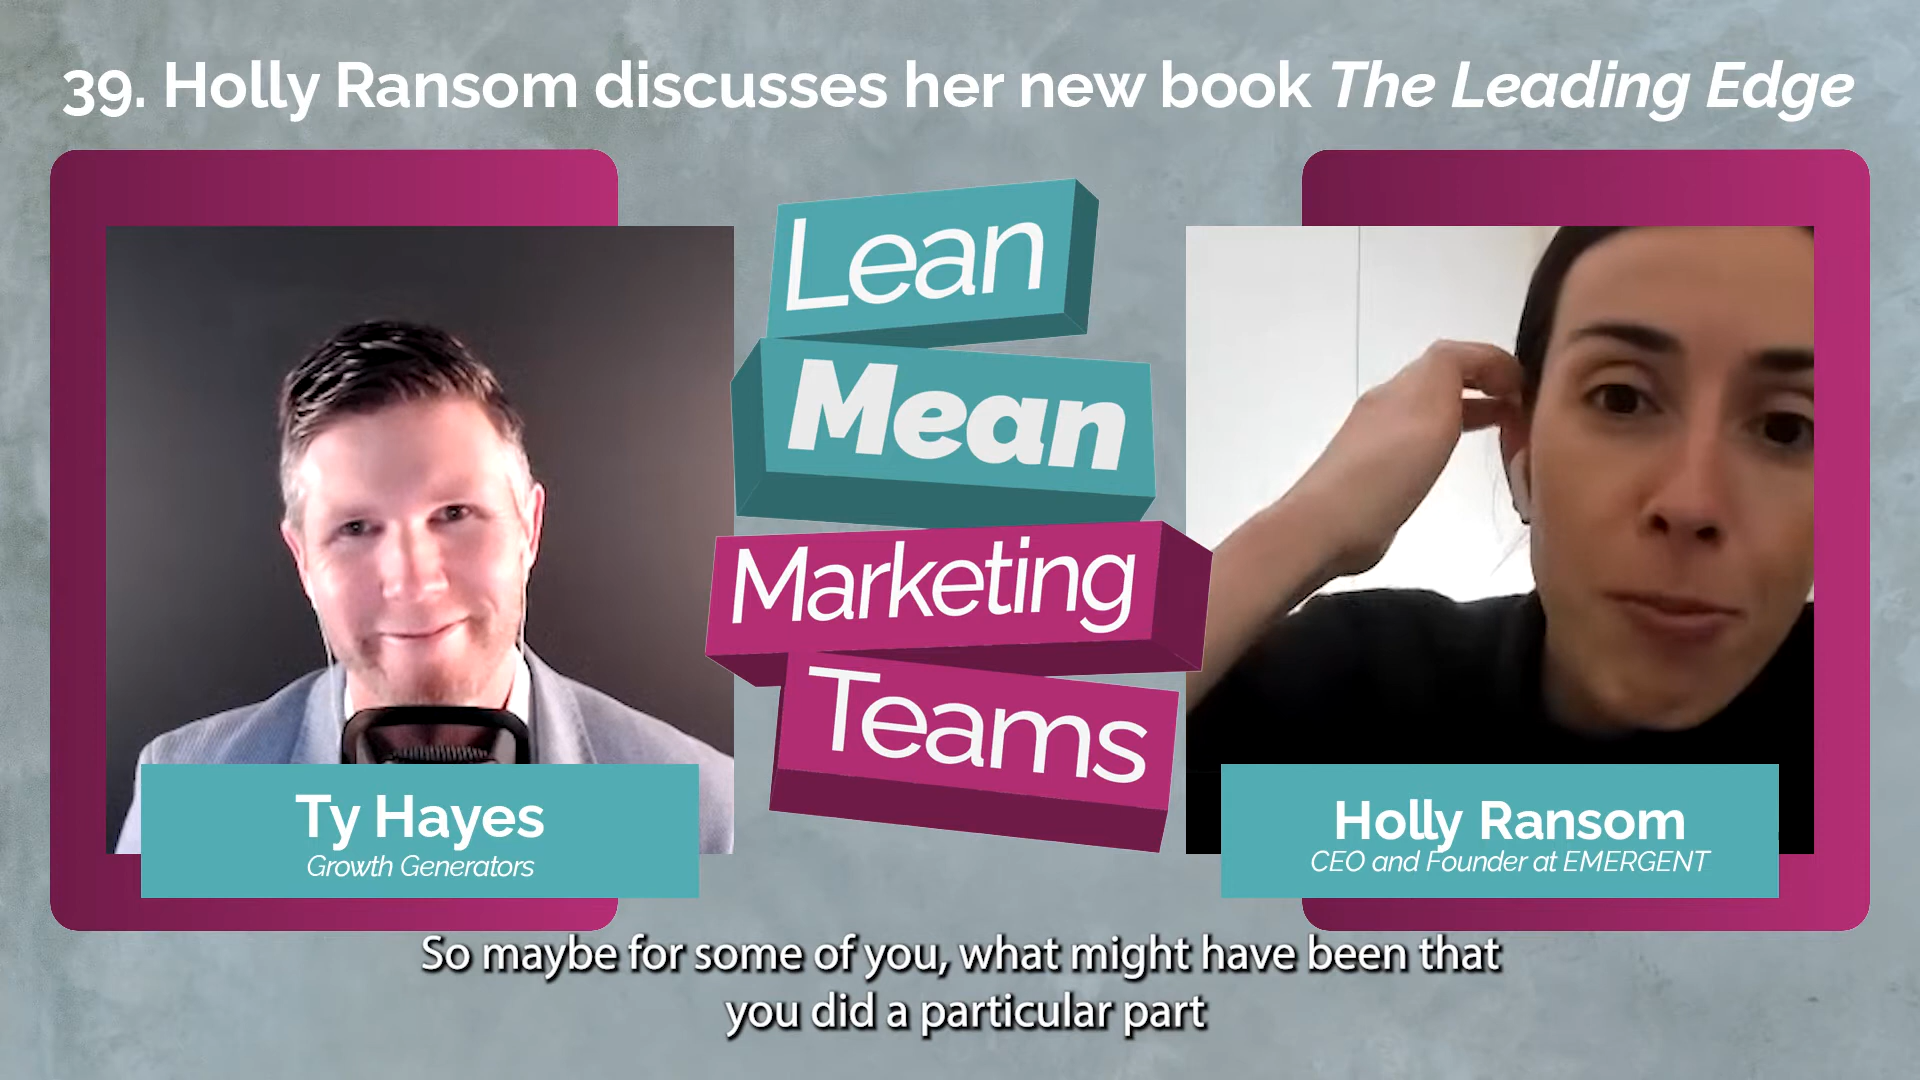 39. Holly Ransom discusses her new book The Leading Edge
Lean
Mean
Marketing
Teams
Ty Hayes
Growth Generators
Holly Ransom
CEO and Founder at EMERGENT
So maybe for some of you, what might have been that
you did a particular part